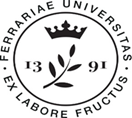 · FERRARIAE UNIVERSITAS ·
EX LABORE FRUCTUS
13 91